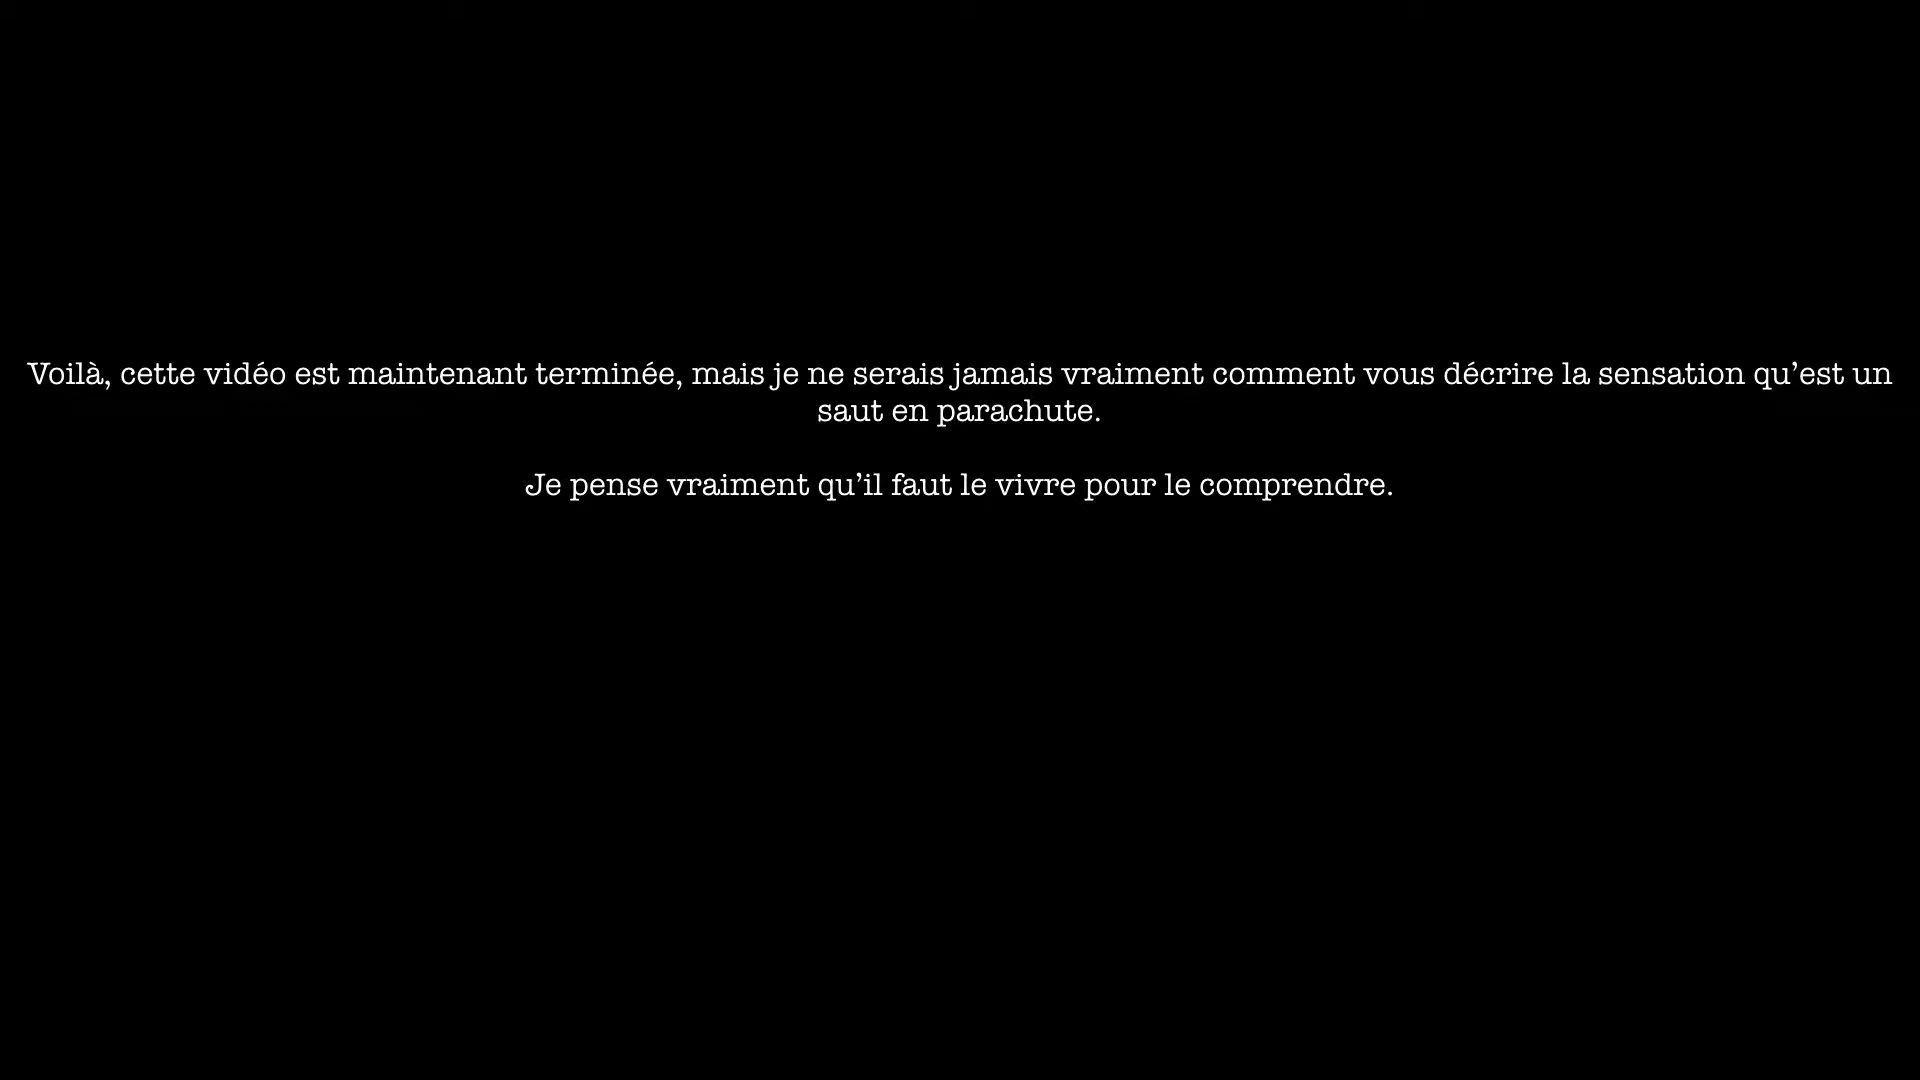 Voilà, cette vidéo est maintenant terminée, mais je ne serais jamais vraiment comment vous décrire la sensation qu’est un
saut en parachute.
Je pense vraiment qu’il faut le vivre pour le comprendre.